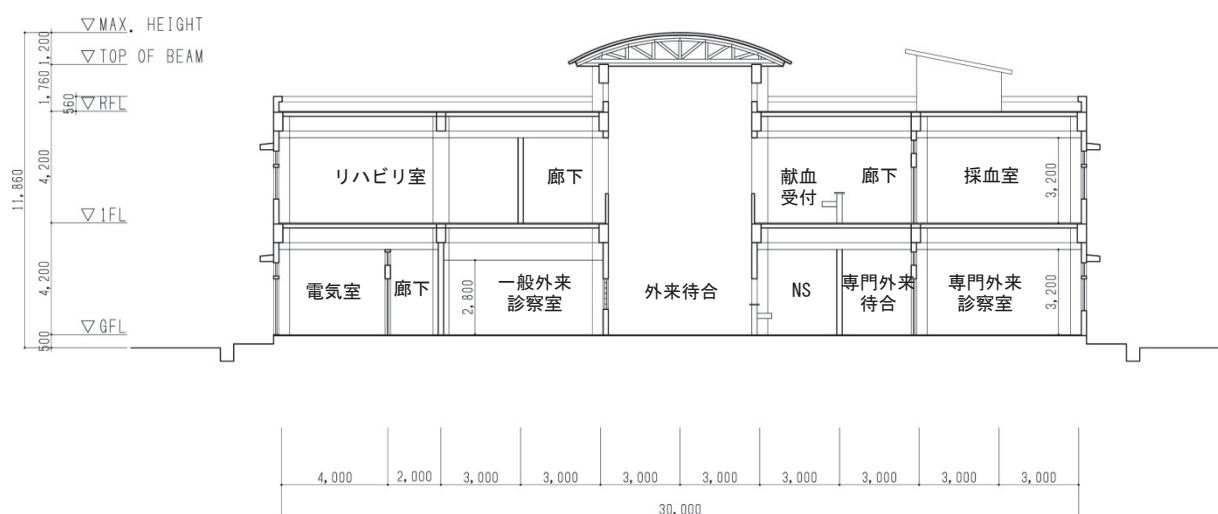 ▽MAX. HEIGHT
1,200
▽TOP OF BEAM
1,760
560
▽RFL
4,200
11,860
▽1FL
4,200
▽GFL
500
リハビリ室
廊下
献血
受付
廊下
採血室
3,200
電気室
廊下
一般外来
診察室
2,800
外来待合
NS
専門外来
待合
専門外来
診察室
3,200
4,000
2,000
3,000
3,000
3,000
3,000
3,000
3,000
3,000
3,000
30,000